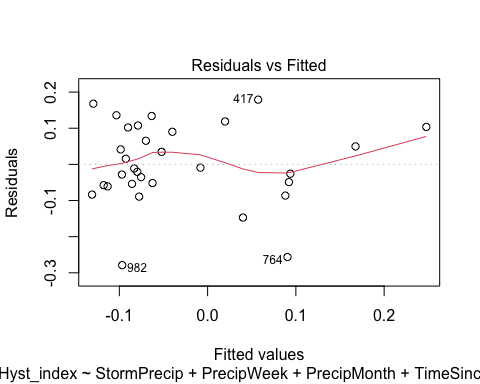 Residuals vs Fitted
0.2
0.1
-0.1
-0.3
Residuals
417
982
764
-0.1
0.0
0.1
0.2
Fitted values
Hyst_index ~ StormPrecip + PrecipWeek + PrecipMonth + TimeSinc